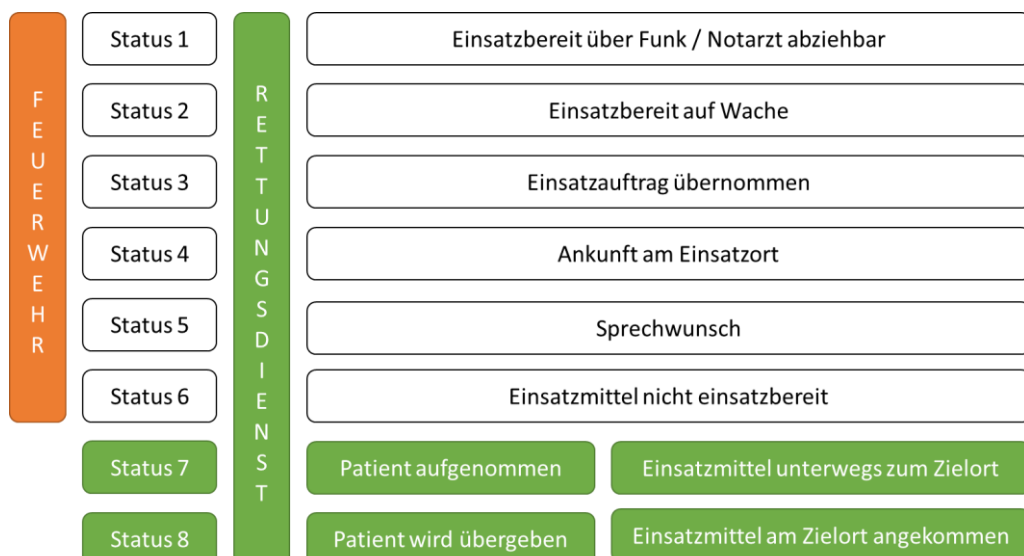 FEUERWEHR
RETTUNGSDIENST
Status 1
Einsatzbereit über Funk / Notarzt abziehbar
Status 2
Einsatzbereit auf Wache
Status 3
Einsatzauftrag übernommen
Status 4
Ankunft am Einsatzort
Status 5
Sprechwunsch
Status 6
Einsatzmittel nicht einsatzbereit
Status 7
Patient aufgenommen
Einsatzmittel unterwegs zum Zielort
Status 8
Patient wird übergeben
Einsatzmittel am Zielort angekommen